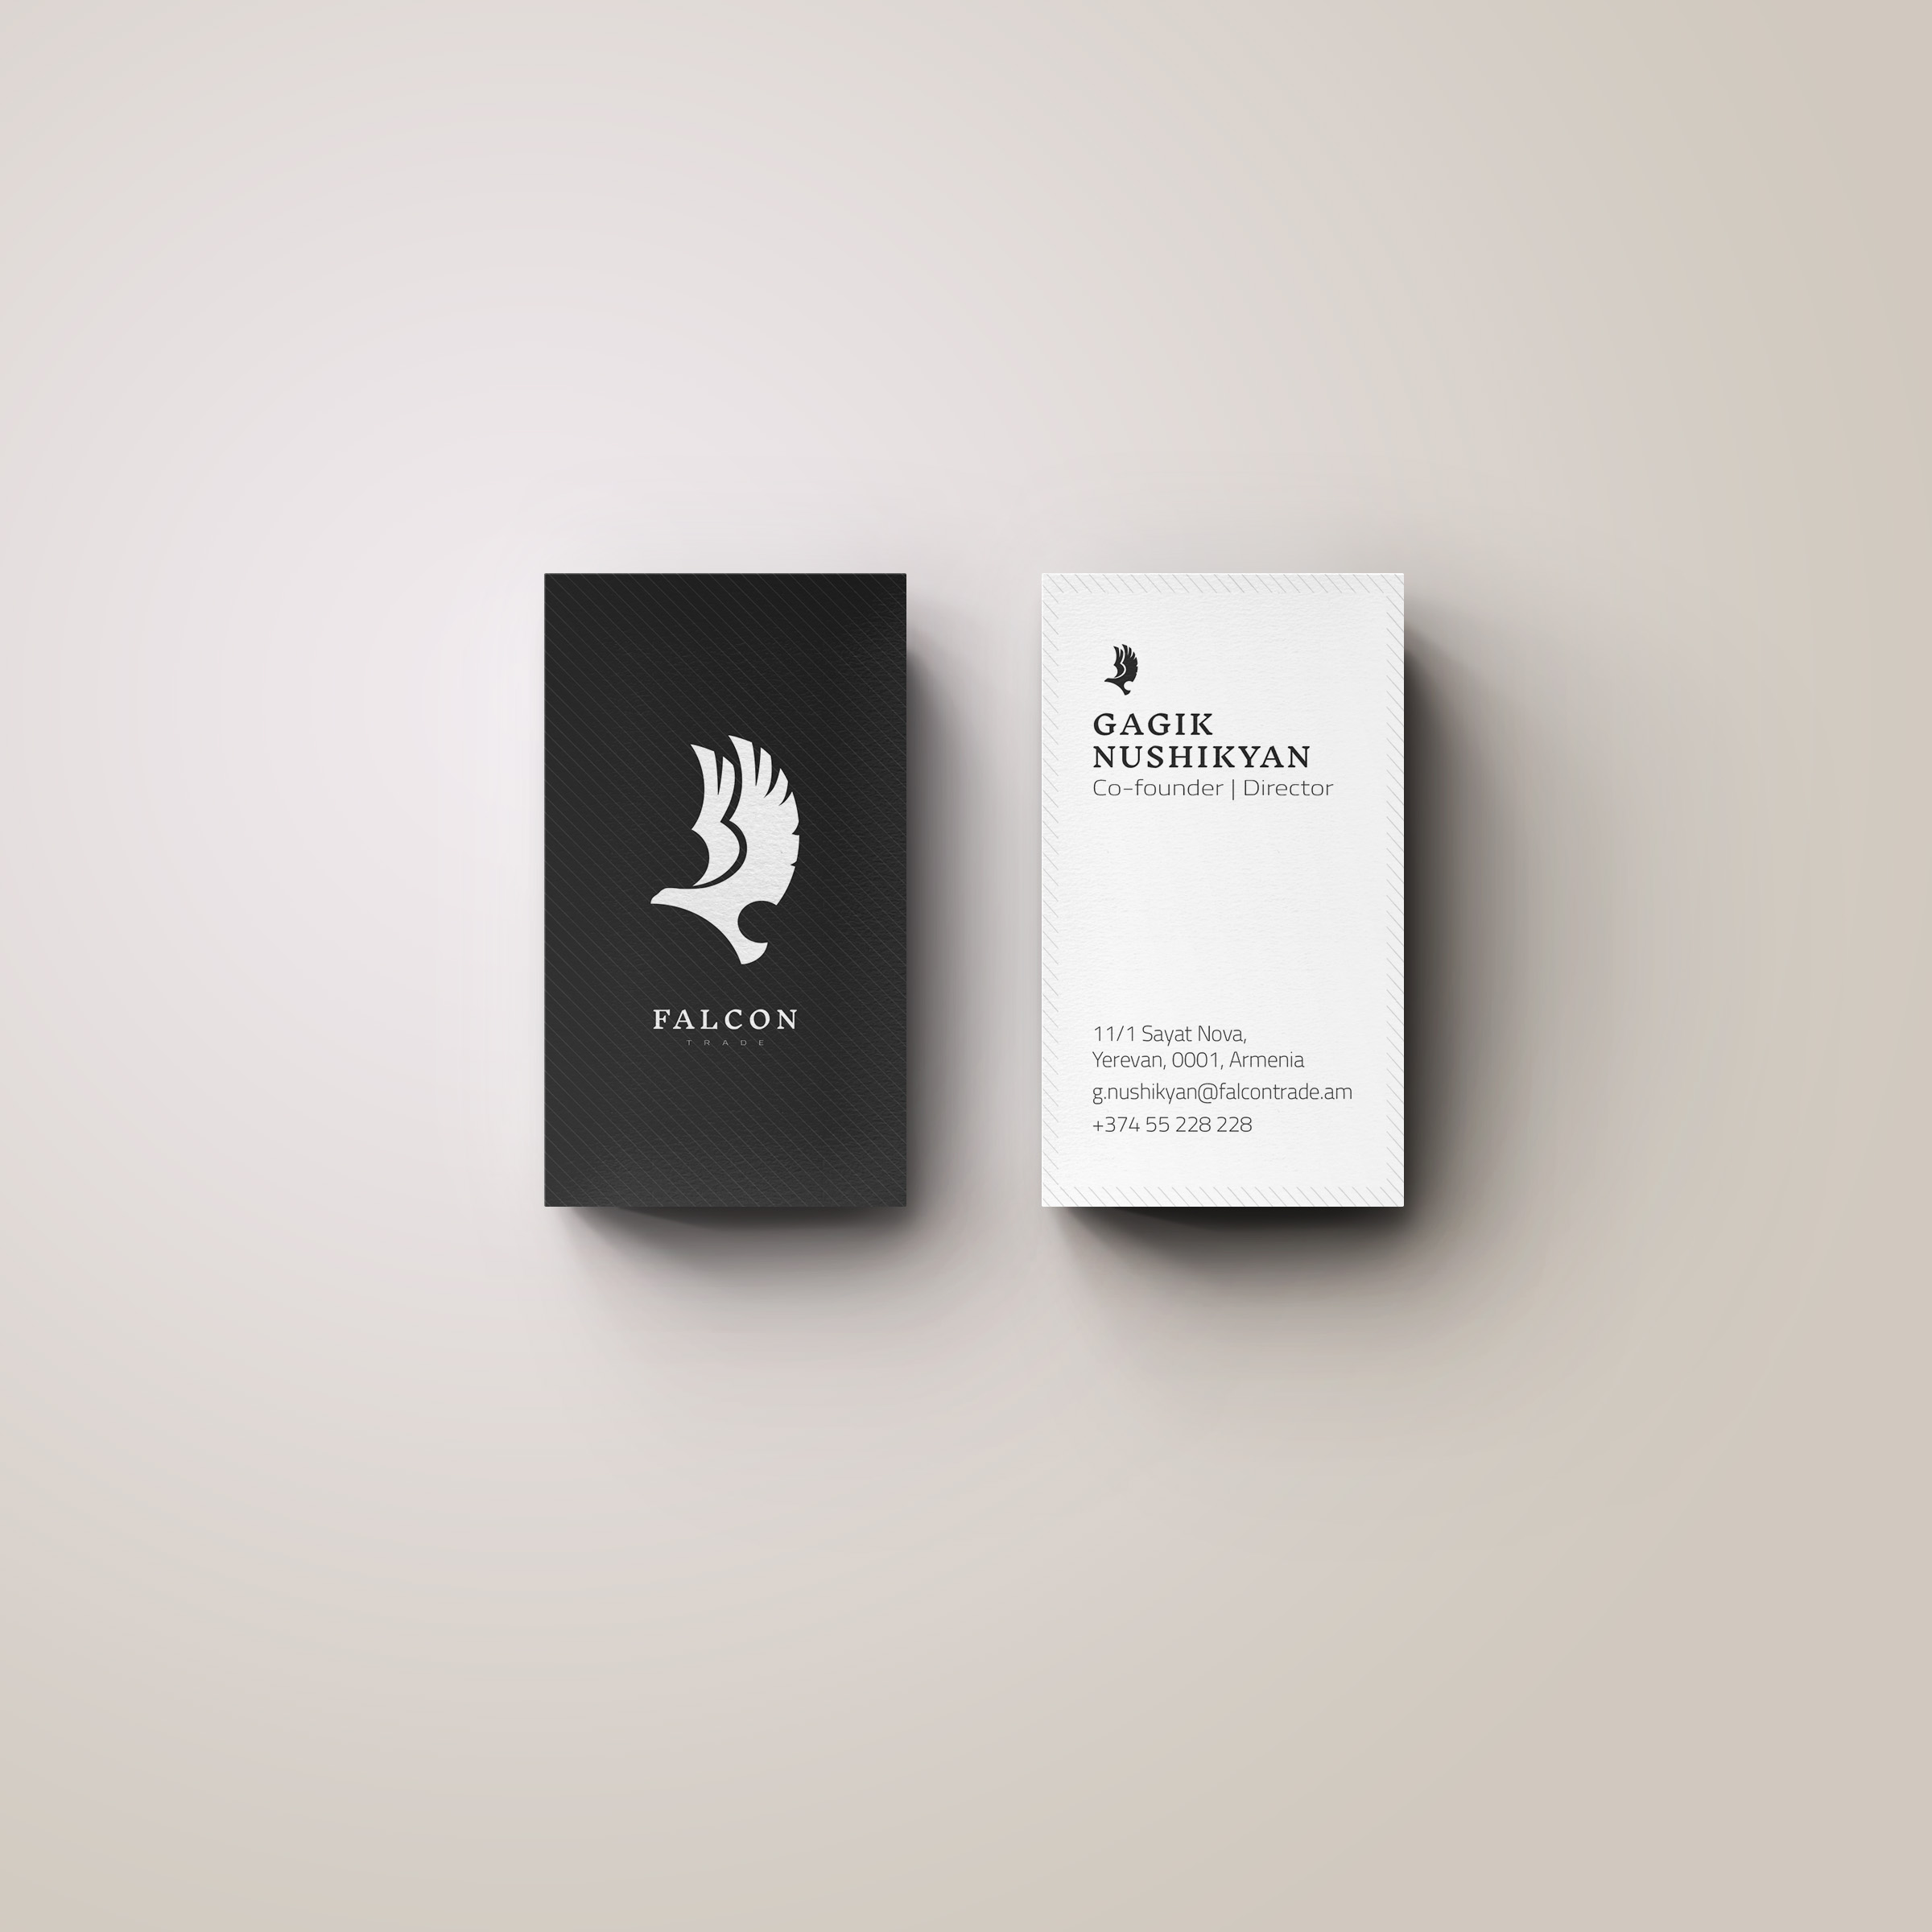 FALCON
TRADE
GAGIK
NUSHIKYAN
Co-founder | Director
11/1 Sayat Nova,
Yerevan, 0001, Armenia
g.nushikyan@falcontrade.am
+374 55 228 228